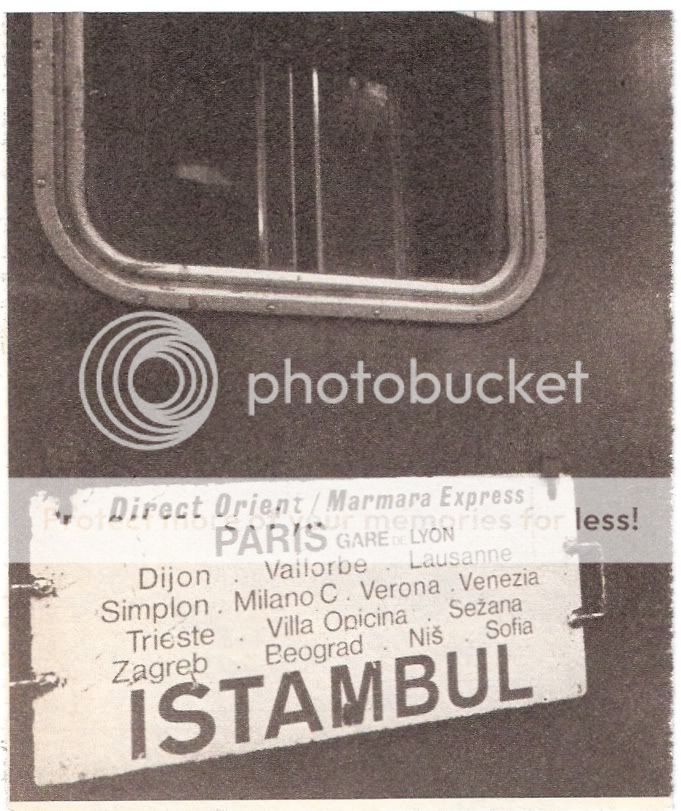 photobucket
Protect more of your memories for less!
Direct Orient / Marmara Express
PARIS GARE DE LYON
Dijon . Vallorbe . Lausanne
Simplon . Milano C . Verona . Venezia
Trieste . Villa Opicina . Sežana
Zagreb . Beograd . Niš . Sofia
ISTAMBUL